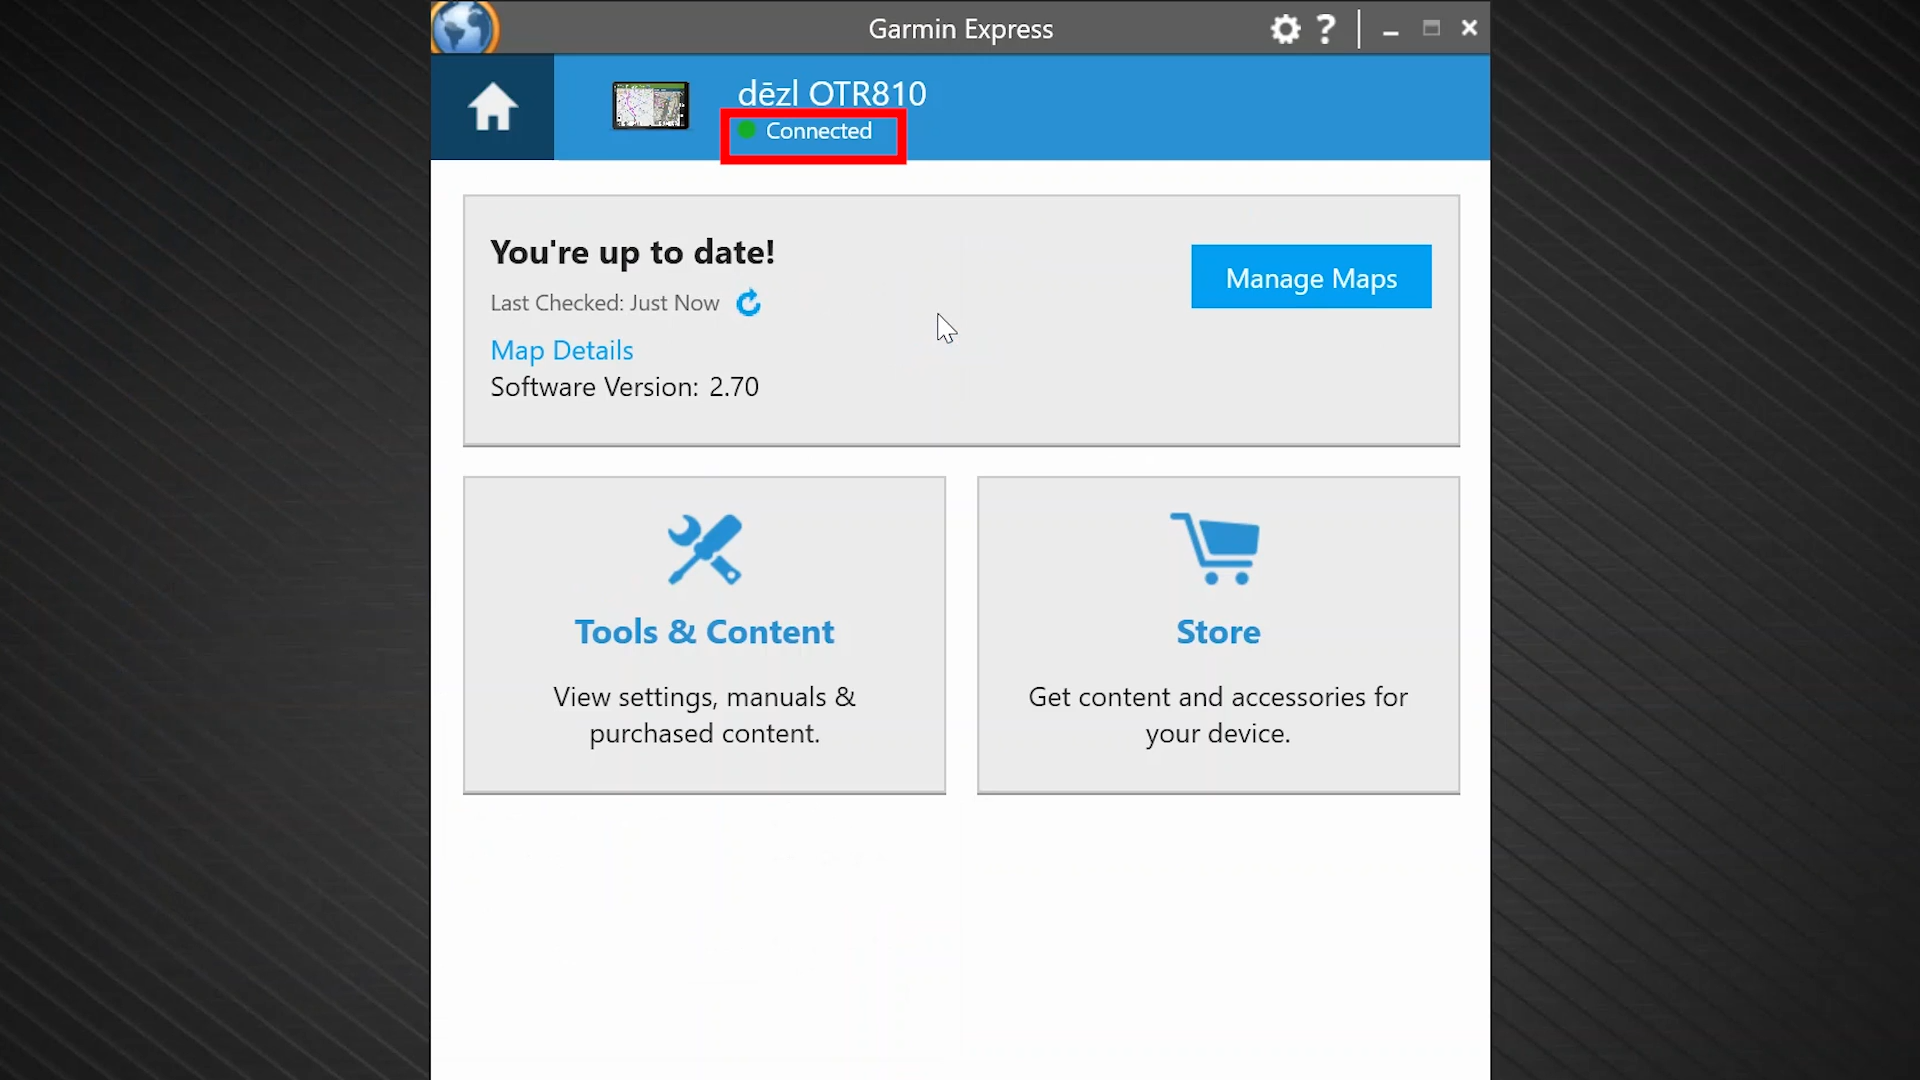 Garmin Express
dēzl OTR810
Connected
You're up to date!
Last Checked: Just Now
Manage Maps
Map Details
Software Version: 2.70
Tools & Content
View settings, manuals &
purchased content.
Store
Get content and accessories for
your device.